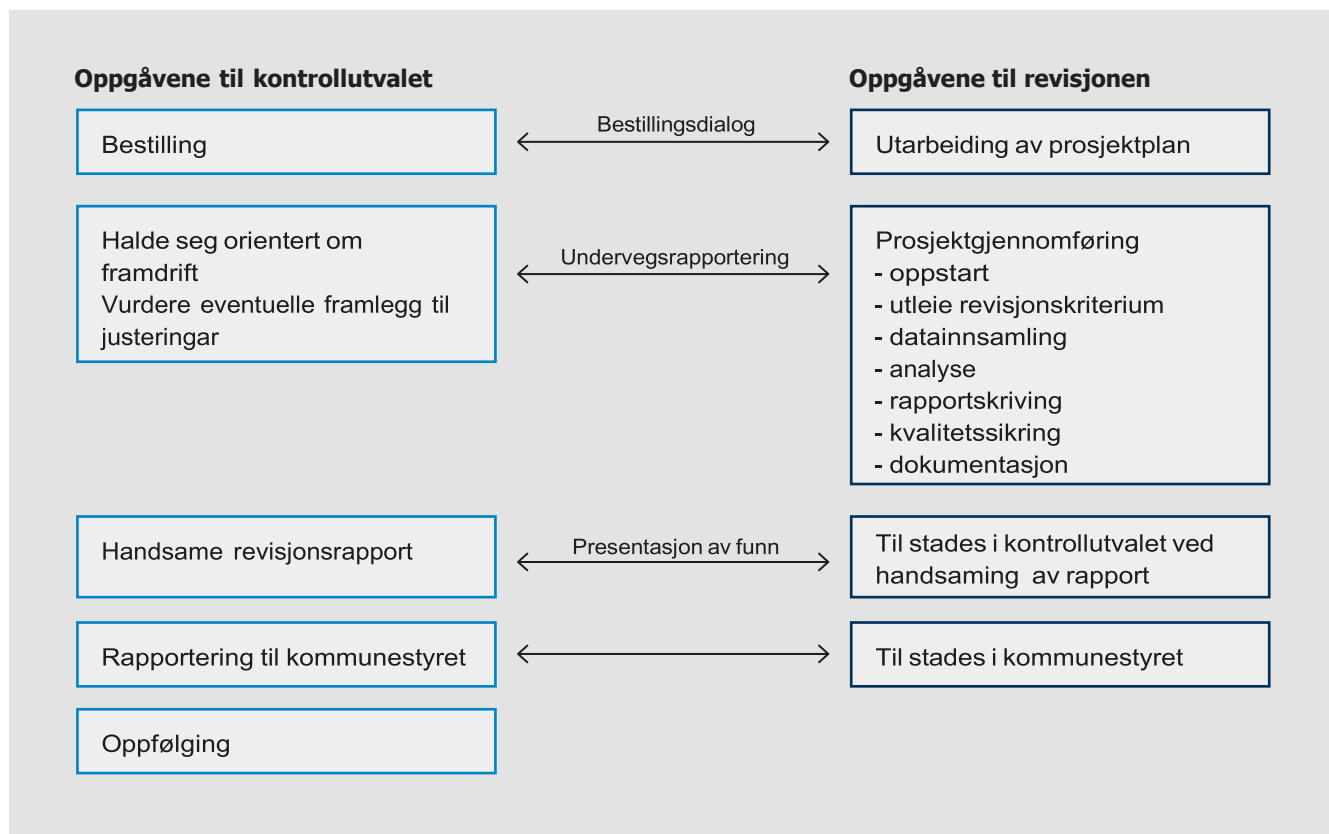 Oppgåvene til kontrollutvalet
Oppgåvene til revisjonen
Bestilling
Bestillingsdialog
Utarbeiding av prosjektplan
Halde seg orientert om
framdrift
Vurdere eventuelle framlegg til
justeringar
Undervegsrapportering
Prosjektgjennomføring
- oppstart
- utleie revisjonskriterium
- datainnsamling
- analyse
- rapportskriving
- kvalitetssikring
- dokumentasjon
Handsame revisjonsrapport
Presentasjon av funn
Til stades i kontrollutvalet ved
handsaming av rapport
Rapportering til kommunestyret
Til stades i kommunestyret
Oppfølging